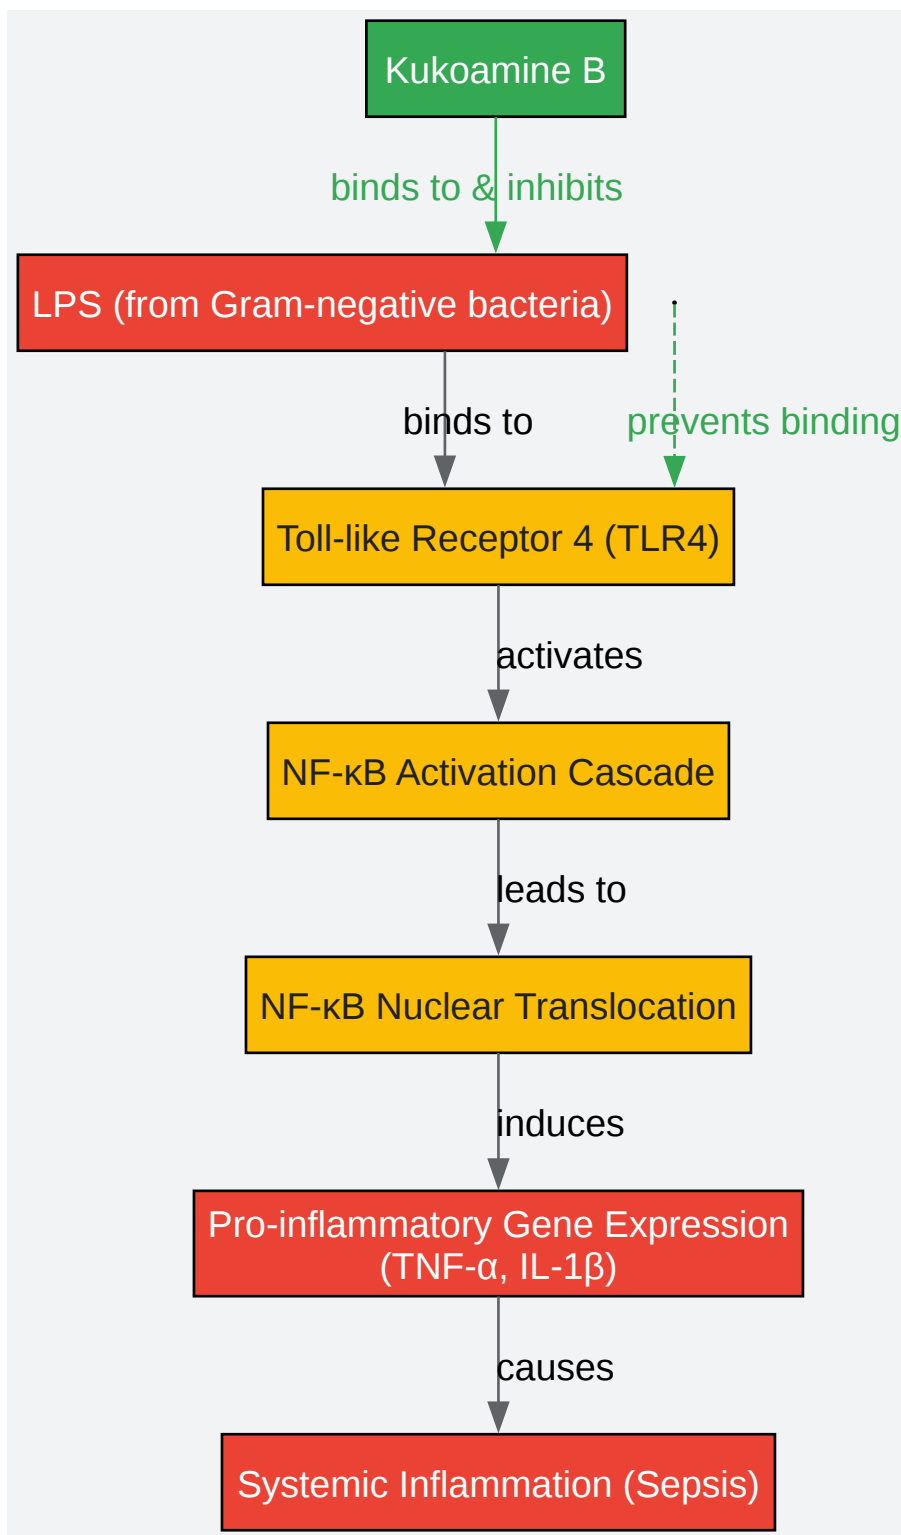 Kukoamine B
binds to & inhibits
LPS (from Gram-negative bacteria)
binds to
prevents binding
Toll-like Receptor 4 (TLR4)
activates
NF-κB Activation Cascade
leads to
NF-κB Nuclear Translocation
induces
Pro-inflammatory Gene Expression
(TNF-α, IL-1β)
causes
Systemic Inflammation (Sepsis)